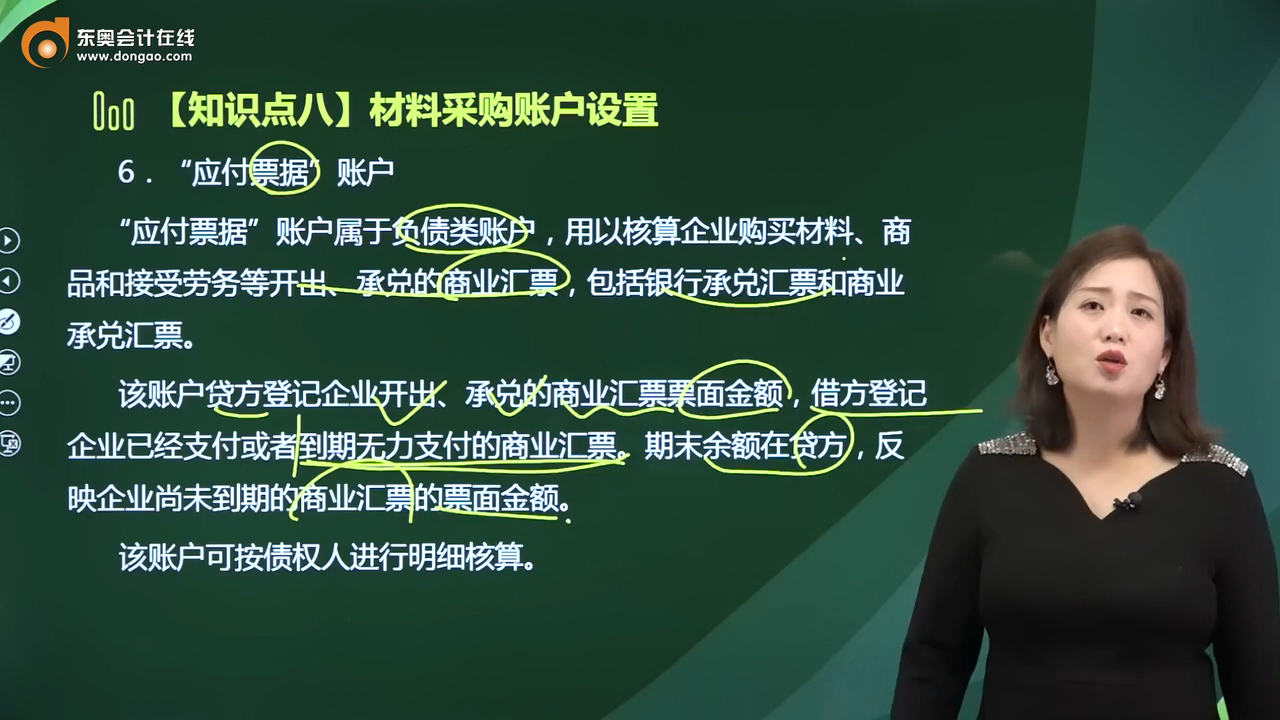 东奥会计在线
www.dongao.com
【知识点八】材料采购账户设置
6．“应付票据”账户
“应付票据”账户属于负债类账户，用以核算企业购买材料、商
品和接受劳务等开出、承兑的商业汇票，包括银行承兑汇票和商业
承兑汇票。
该账户贷方登记企业开出、承兑的商业汇票票面金额，借方登记
企业已经支付或者到期无力支付的商业汇票。期末余额在贷方，反
映企业尚未到期的商业汇票的票面金额。
该账户可按债权人进行明细核算。